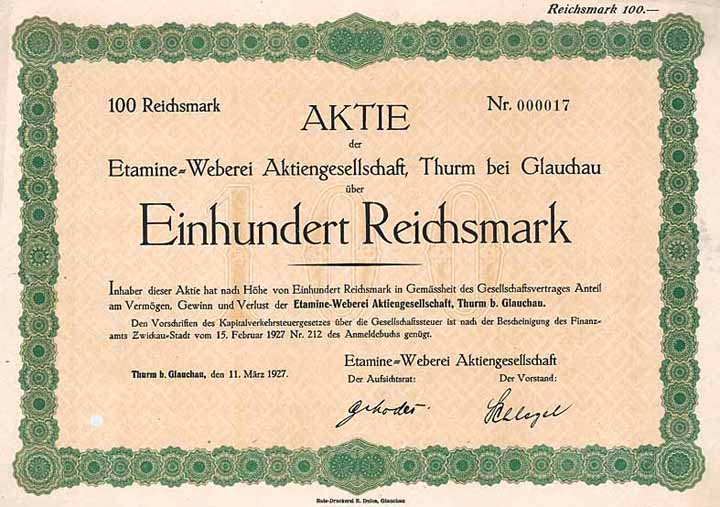 Reichsmark 100.—
100 Reichsmark
AKTIE
Nr. 000017
der
Etamine=Weberei Aktiengesellschaft, Thurm bei Glauchau
über
100
Einhundert Reichsmark
Inhaber dieser Aktie hat nach Höhe von Einhundert Reichsmark in Gemässheit des Gesellschaftsvertrages Anteil
am Vermögen, Gewinn und Verlust der Etamine-Weberei Aktiengesellschaft, Thurm b. Glauchau.
Den Vorschriften des Kapitalverkehrsteuergesetzes über die Gesellschaftssteuer ist nach der Bescheinigung des Finanz-
amts Zwickau-Stadt vom 15. Februar 1927 Nr. 212 des Anmeldebuchs genügt.
Etamine=Weberei Aktiengesellschaft
Thurm b. Glauchau, den 11. März 1927.
Der Aufsichtsrat:
Der Vorstand:
Schlegel
Glauchau